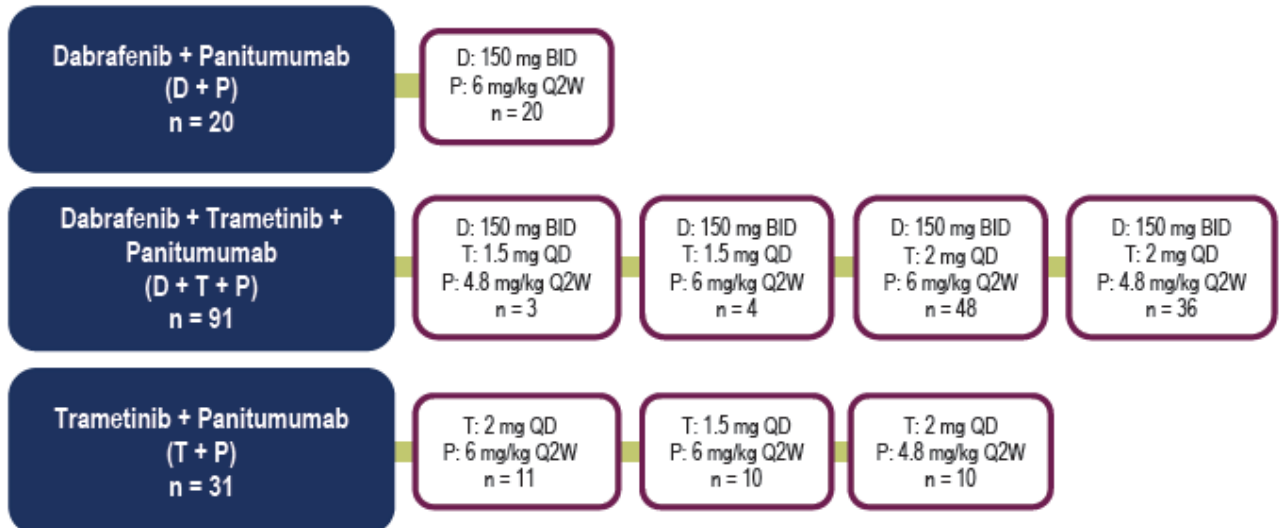 Dabrafenib + Panitumumab
(D + P)
n = 20
D: 150 mg BID
P: 6 mg/kg Q2W
n = 20
Dabrafenib + Trametinib +
Panitumumab
(D + T + P)
n = 91
D: 150 mg BID
T: 1.5 mg QD
P: 4.8 mg/kg Q2W
n = 3
D: 150 mg BID
T: 1.5 mg QD
P: 6 mg/kg Q2W
n = 4
D: 150 mg BID
T: 2 mg QD
P: 6 mg/kg Q2W
n = 48
D: 150 mg BID
T: 2 mg QD
P: 4.8 mg/kg Q2W
n = 36
Trametinib + Panitumumab
(T + P)
n = 31
T: 2 mg QD
P: 6 mg/kg Q2W
n = 11
T: 1.5 mg QD
P: 6 mg/kg Q2W
n = 10
T: 2 mg QD
P: 4.8 mg/kg Q2W
n = 10